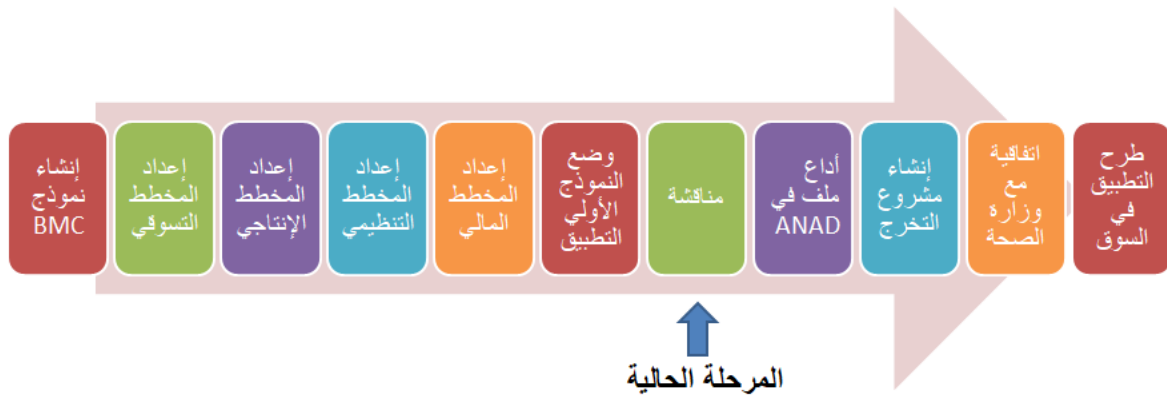 إنشاء
نموذج
BMC
إعداد
المخطط
التسوقي
إعداد
المخطط
الإنتاجي
إعداد
المخطط
التنظيمي
إعداد
المخطط
المالي
وضع
النموذج
الأولي
التطبيق
مناقشة
أداع
ملف في
ANAD
إنشاء
مشروع
التخرج
اتفاقية
مع
وزارة
الصحة
طرح
التطبيق
في
السوق
المرحلة الحالية